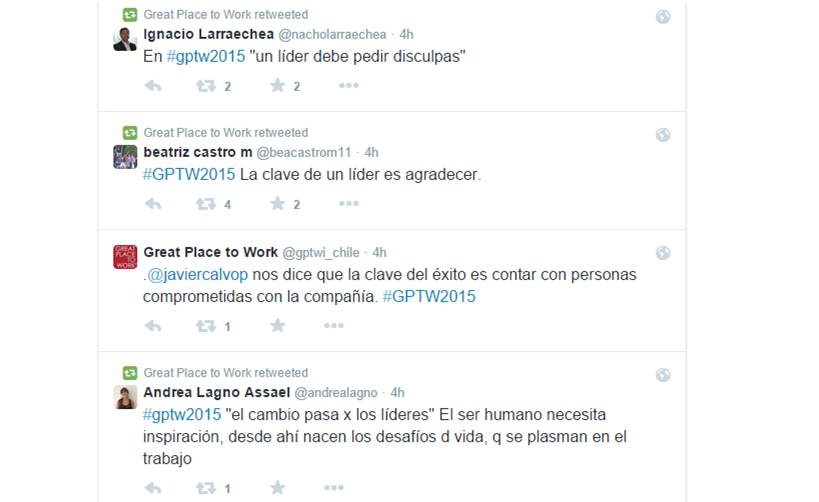 Great Place to Work retweeted
Ignacio Larraechea @nacholarraechea · 4h
En #gptw2015 "un líder debe pedir disculpas"
2 2
Great Place to Work retweeted
beatriz castro m @beacastrom11 · 4h
#GPTW2015 La clave de un líder es agradecer.
4 2
GREAT
PLACE
TO
WORK
Great Place to Work @gptwi_chile · 4h
.@javiercalvop nos dice que la clave del éxito es contar con personas
comprometidas con la compañía. #GPTW2015
1
Great Place to Work retweeted
Andrea Lagno Assael @andrealagno · 4h
#gptw2015 "el cambio pasa x los líderes" El ser humano necesita
inspiración, desde ahí nacen los desafíos d vida, q se plasman en el
trabajo
1